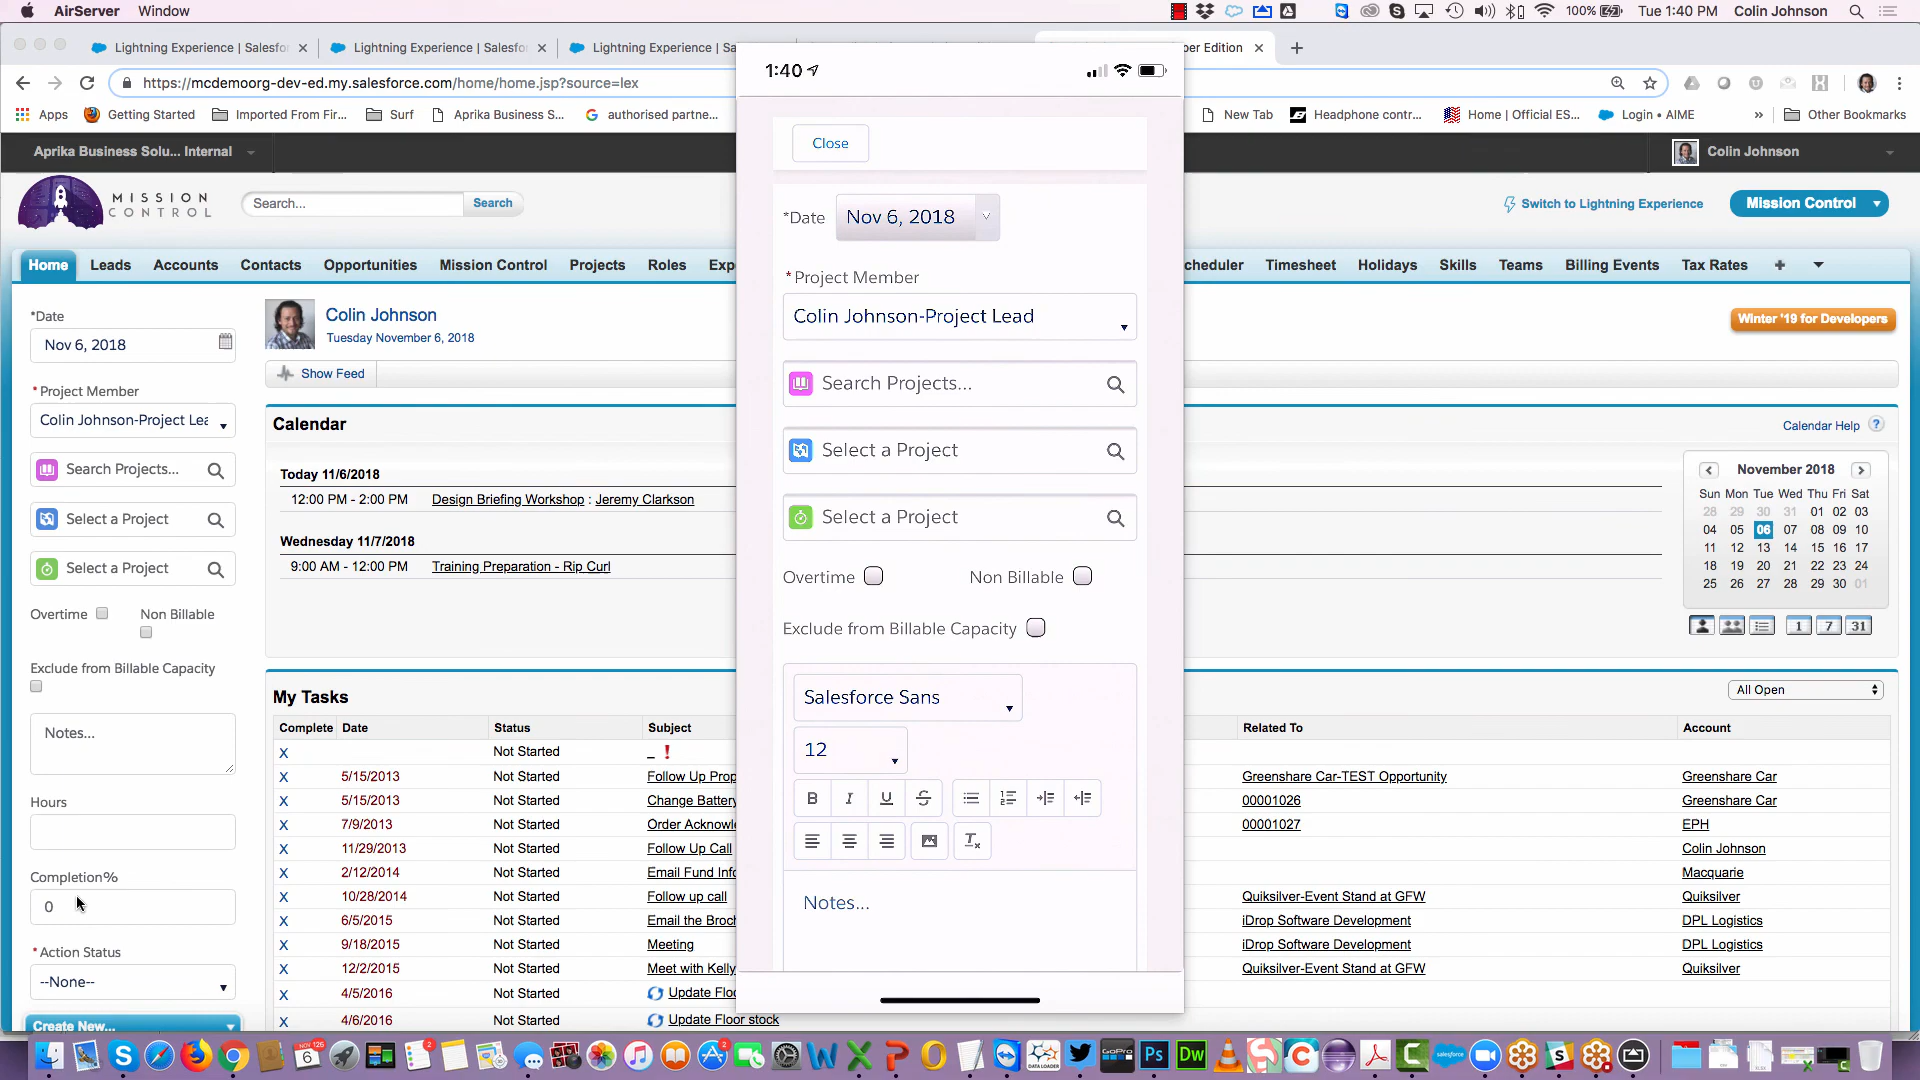 AirServer Window 100% Tue 1:40 PM Colin Johnson
Lightning Experience | Salesfo Lightning Experience | Salesfo Lightning Experience | Sa per Edition
https://mcdemoorg-dev-ed.my.salesforce.com/home/home.jsp?source=lex
Apps Getting Started Imported From Fir... Surf Aprika Business S... authorised partne... New Tab Headphone contr... Home | Official ES... Login • AIME » Other Bookmarks
Aprika Business Solu... Internal Colin Johnson
MISSION CONTROL
Search... Search
Switch to Lightning Experience Mission Control
Home Leads Accounts Contacts Opportunities Mission Control Projects Roles Exp cheduler Timesheet Holidays Skills Teams Billing Events Tax Rates +
*Date
Nov 6, 2018
* Project Member
Colin Johnson-Project Lea
Search Projects...
Select a Project
Select a Project
Overtime Non Billable
Exclude from Billable Capacity
Notes...
Hours
Completion%
0
* Action Status
--None--
Create New...
Colin Johnson
Tuesday November 6, 2018
Winter '19 for Developers
Show Feed
Calendar
Calendar Help ?
Today 11/6/2018
12:00 PM - 2:00 PM Design Briefing Workshop : Jeremy Clarkson
Wednesday 11/7/2018
9:00 AM - 12:00 PM Training Preparation - Rip Curl
November 2018
Sun Mon Tue Wed Thu Fri Sat
28 29 30 31 01 02 03
04 05 06 07 08 09 10
11 12 13 14 15 16 17
18 19 20 21 22 23 24
25 26 27 28 29 30 01
1 7 31
My Tasks
All Open
Complete Date Status Subject Related To Account
X Not Started _ !
X 5/15/2013 Not Started Follow Up Prop Greenshare Car-TEST Opportunity Greenshare Car
X 5/15/2013 Not Started Change Battery 00001026 Greenshare Car
X 7/9/2013 Not Started Order Acknowle 00001027 EPH
X 11/29/2013 Not Started Follow Up Call Colin Johnson
X 2/12/2014 Not Started Email Fund Info Macquarie
X 10/28/2014 Not Started Follow up call Quiksilver-Event Stand at GFW Quiksilver
X 6/5/2015 Not Started Email the Broch iDrop Software Development DPL Logistics
X 9/18/2015 Not Started Meeting iDrop Software Development DPL Logistics
X 12/2/2015 Not Started Meet with Kelly Quiksilver-Event Stand at GFW Quiksilver
X 4/5/2016 Not Started Update Floo
X 4/6/2016 Not Started Update Floor stock
1:40
Close
*Date Nov 6, 2018
* Project Member
Colin Johnson-Project Lead
Search Projects...
Select a Project
Select a Project
Overtime Non Billable
Exclude from Billable Capacity
Salesforce Sans
12
B I U S
Notes...